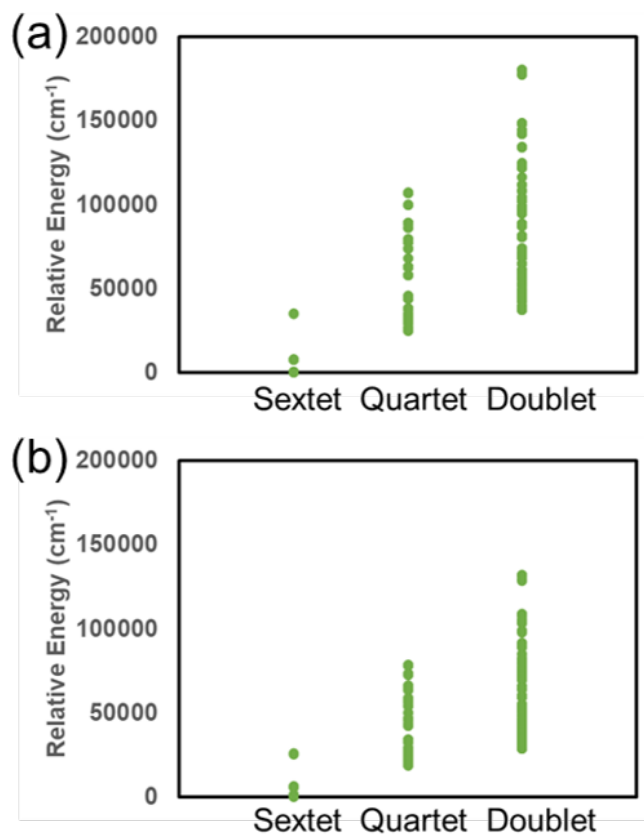 (a)
Relative Energy (cm⁻¹)
200000
150000
100000
50000
0
Sextet Quartet Doublet
(b)
Relative Energy (cm⁻¹)
200000
150000
100000
50000
0
Sextet Quartet Doublet